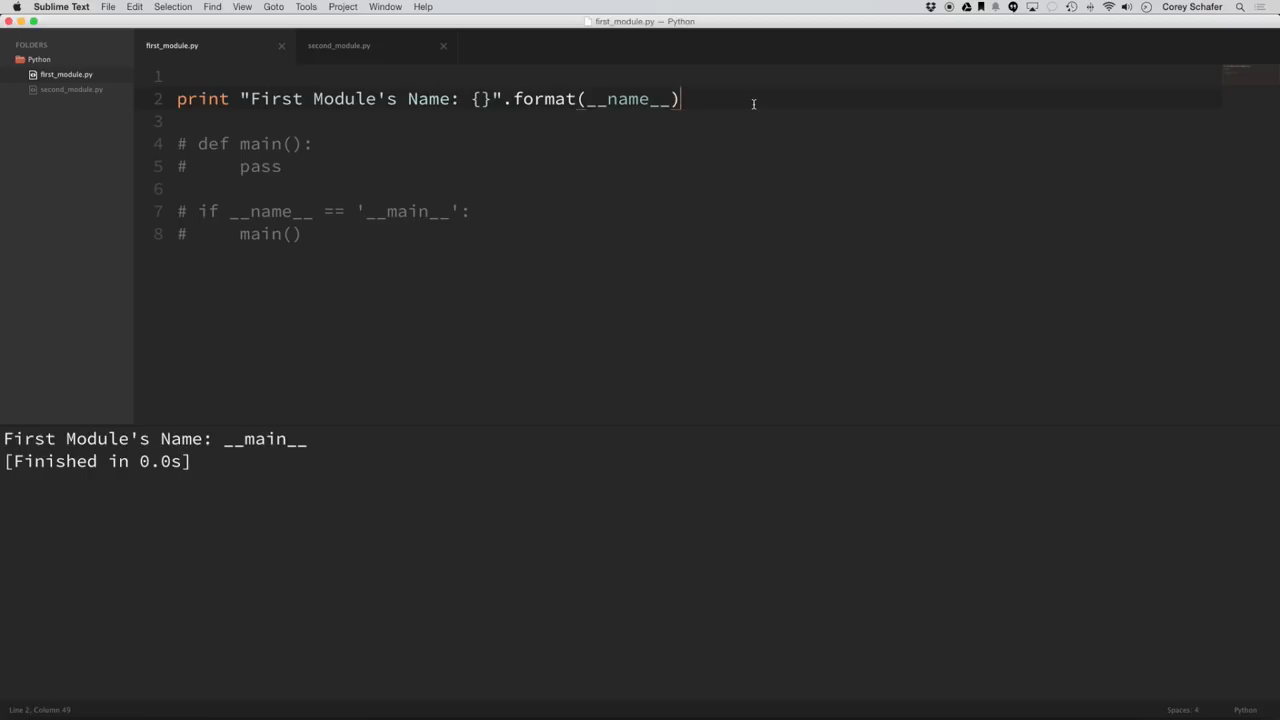 Sublime Text File Edit Selection Find View Goto Tools Project Window Help Corey Schafer
first_module.py — Python
FOLDERS
Python
first_module.py
second_module.py
first_module.py second_module.py
1
2 print "First Module's Name: {}".format(__name__)
3
4 # def main():
5 #     pass
6
7 # if __name__ == '__main__':
8 #     main()
First Module's Name: __main__
[Finished in 0.0s]
Line 2, Column 49 Spaces: 4 Python